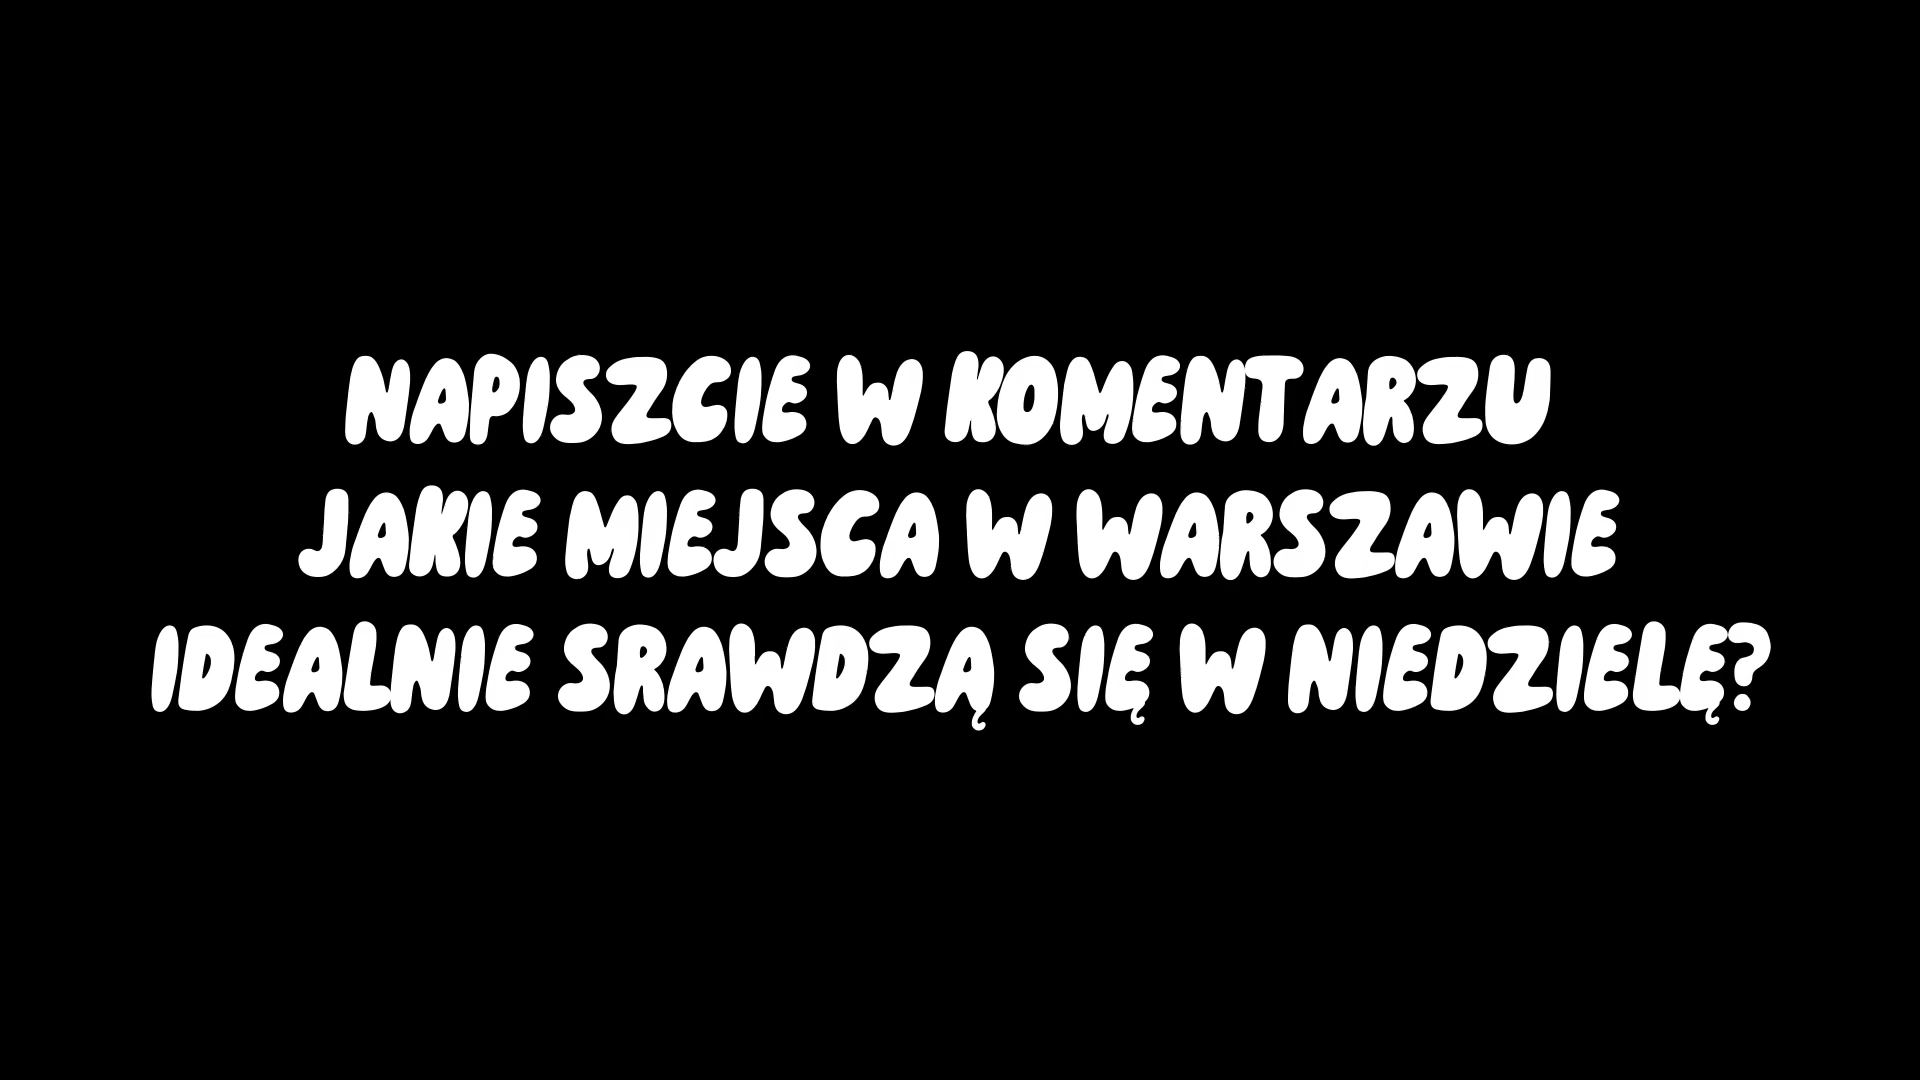 NAPISZCIE W KOMENTARZU
JAKIE MIEJSCA W WARSZAWIE
IDEALNIE SRAWDZĄ SIĘ W NIEDZIELĘ?